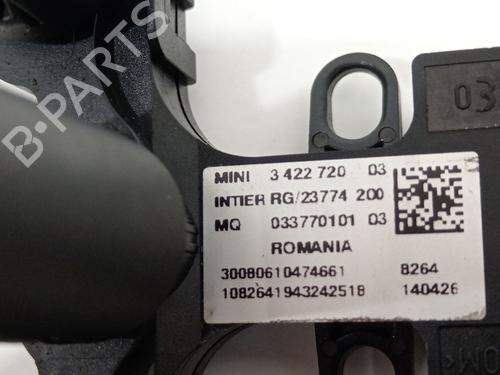 B-PARTS
03
MINI 3 422 720 03
INTIER RG/23774 200
MQ 033770101 03
ROMANIA
30080610474661 8264
1082641943242518 140426